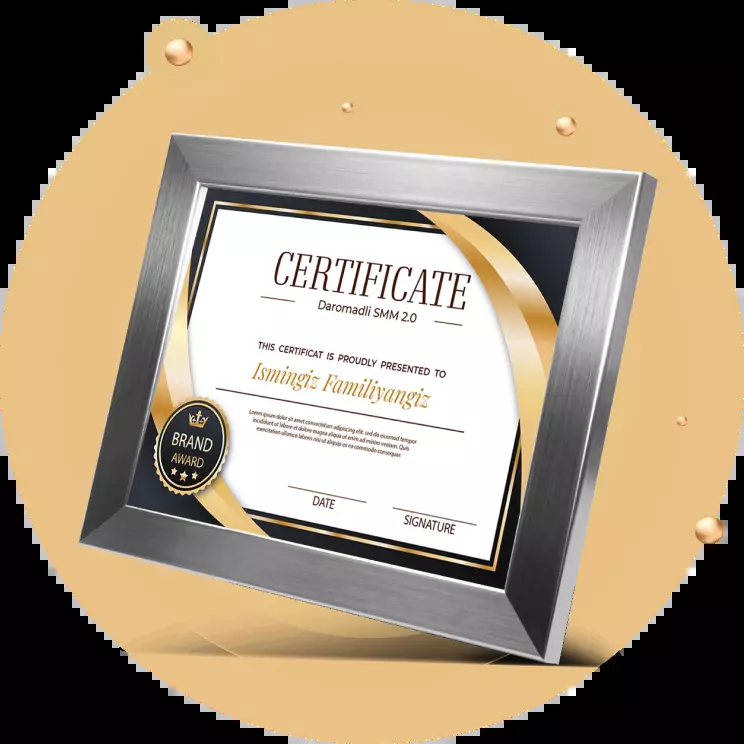 CERTIFICATE
Daromadli SMM 2.0
THIS CERTIFICAT IS PROUDLY PRESENTED TO
Ismingiz Familiyangiz
Lorem ipsum dolor sit amet consectetuer adipiscing elit, sed dia eiusmod tempor
incididunt ut labore et dolore magna aliqua ut enim ad minim veniam. Quis
exercitation ullamco laboris nisi ut aliquip ex ea commodo consequat
DATE
SIGNATURE
BRAND
AWARD